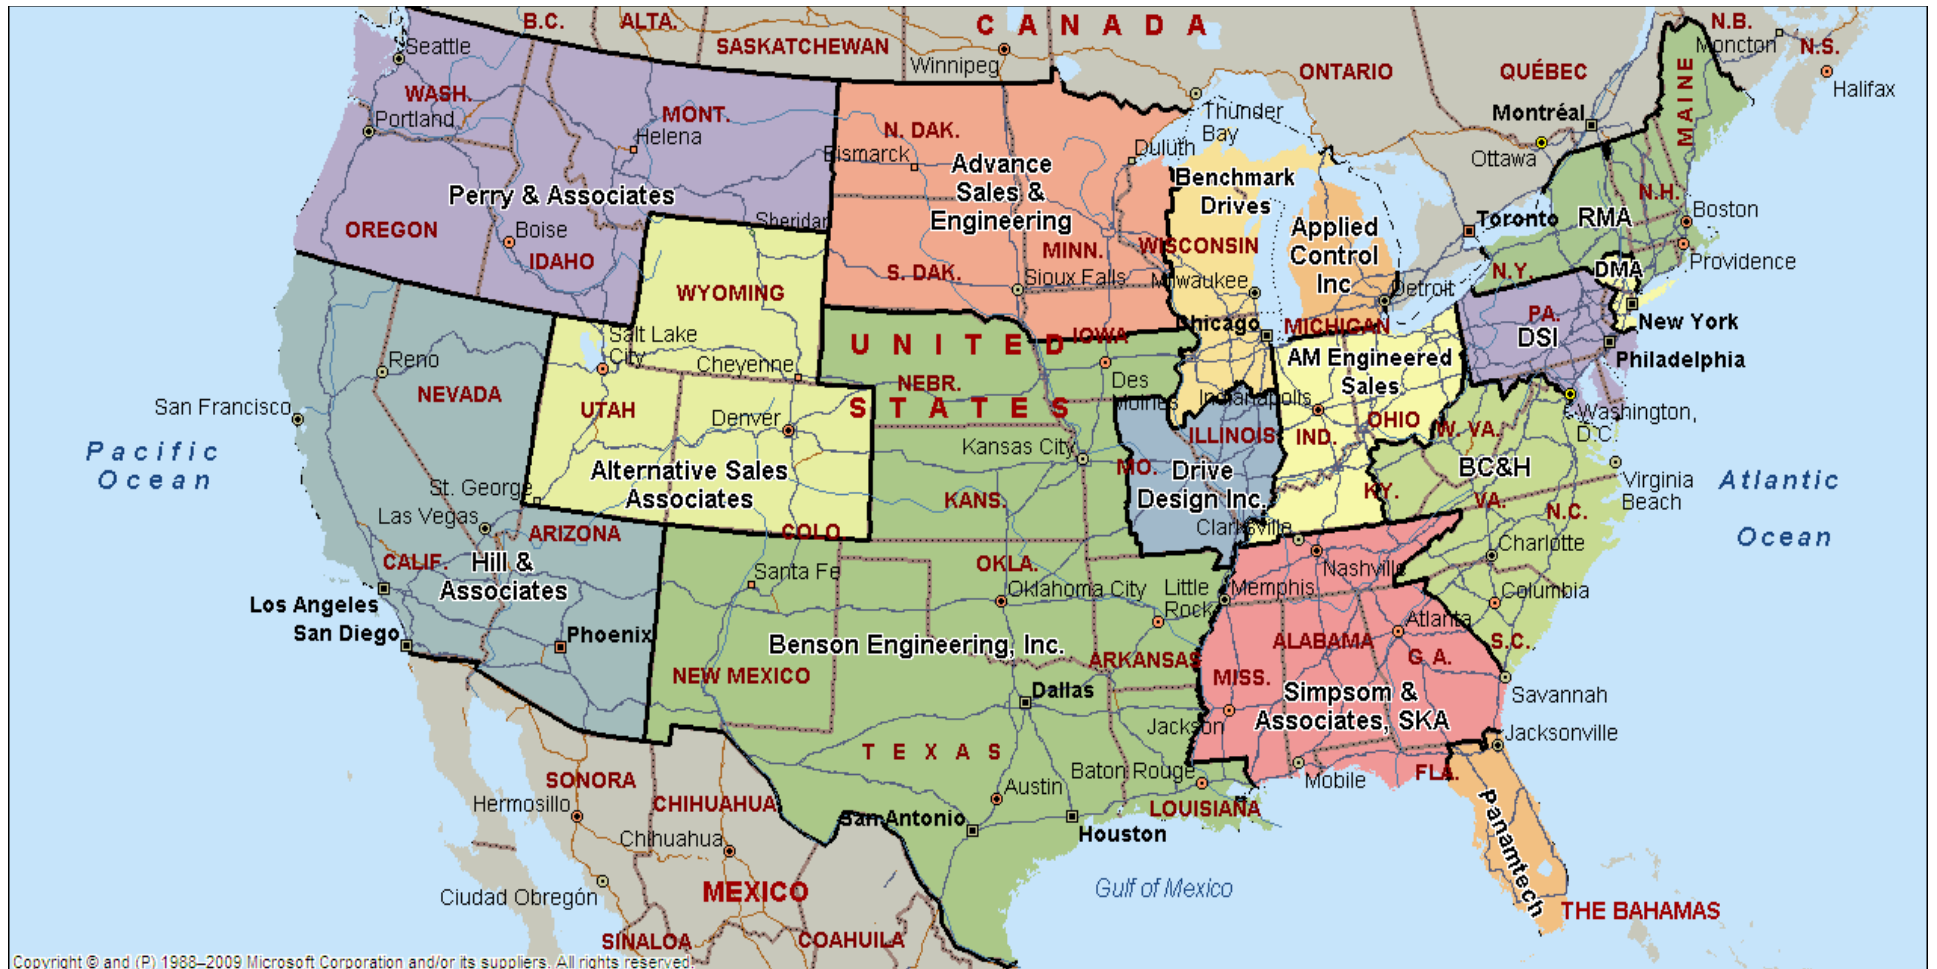 B.C.
ALTA.
SASKATCHEWAN
CANADA
Winnipeg
ONTARIO
QUÉBEC
N.B.
Moncton
N.S.
Halifax
MAINE
Seattle
WASH.
Portland
MONT.
Helena
N. DAK.
Bismarck
Advance
Sales &
Engineering
Thunder
Bay
Duluth
Montréal
Ottawa
Perry & Associates
OREGON
Boise
IDAHO
Sheridan
WYOMING
S. DAK.
MINN.
Sioux Falls
Benchmark
Drives
WISCONSIN
Milwaukee
Applied
Control
Inc
Detroit
MICHIGAN
Toronto
N.H.
RMA
Boston
Providence
N.Y.
DMA
New York
PA.
DSI
Philadelphia
Salt Lake
City
Cheyenne
UNITED
STATES
NEBR.
IOWA
Des
Moines
Chicago
AM Engineered
Sales
Indianapolis
IND.
OHIO
Washington,
D.C.
Reno
NEVADA
San Francisco
Pacific
Ocean
UTAH
Denver
Alternative Sales
Associates
COLO.
Kansas City
KANS.
MO.
ILLINOIS
Drive
Design Inc.
KY.
W. VA.
BC&H
VA.
Virginia
Beach
N.C.
Atlantic
Ocean
St. George
Las Vegas
ARIZONA
CALIF.
Hill &
Associates
Los Angeles
San Diego
Phoenix
Santa Fe
OKLA.
Oklahoma City
Little
Rock
Clarksville
Nashville
Memphis
Charlotte
Columbia
S.C.
Benson Engineering, Inc.
NEW MEXICO
ARKANSAS
ALABAMA
Atlanta
G.A.
MISS.
Simpsom &
Associates, SKA
Savannah
Dallas
Jackson
TEXAS
Baton Rouge
Mobile
FLA.
Jacksonville
Austin
LOUISIANA
San Antonio
Houston
Panamtech
SONORA
Hermosillo
CHIHUAHUA
Chihuahua
Ciudad Obregón
MEXICO
Gulf of Mexico
THE BAHAMAS
SINALOA
COAHUILA
Copyright © and (P) 1988–2009 Microsoft Corporation and/or its suppliers. All rights reserved.